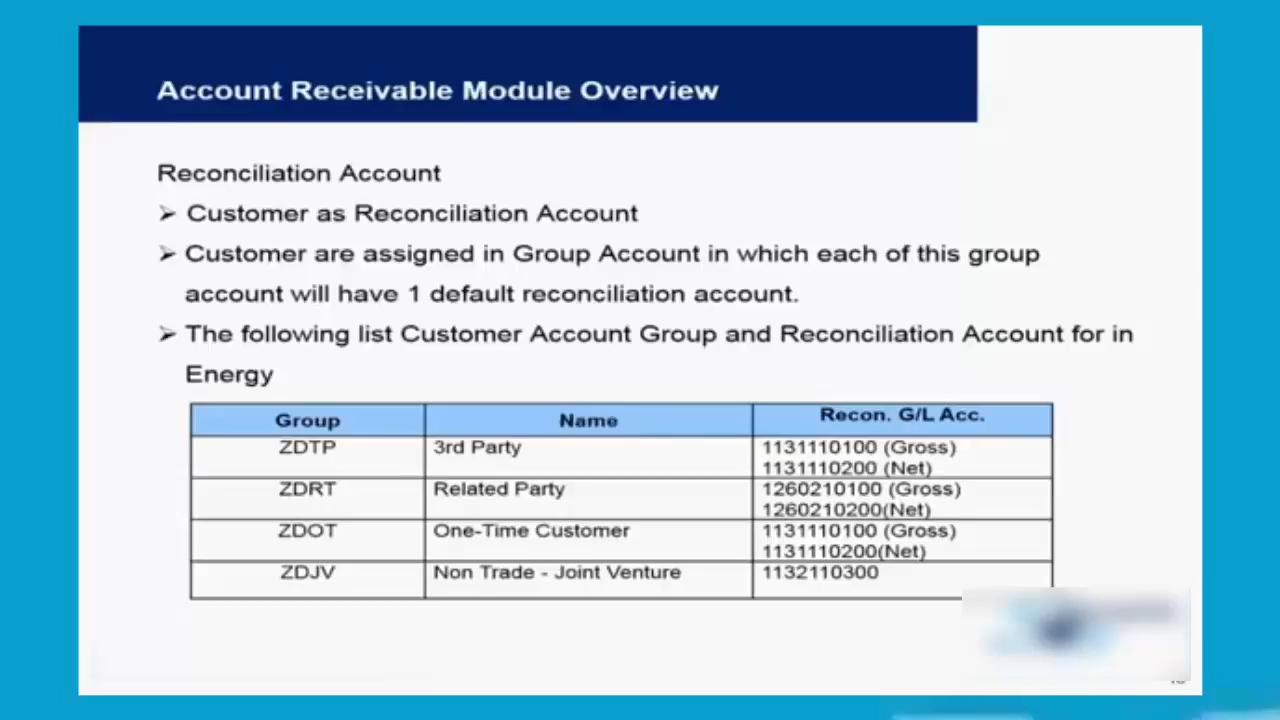 Account Receivable Module Overview
Reconciliation Account
➢ Customer as Reconciliation Account
➢ Customer are assigned in Group Account in which each of this group
account will have 1 default reconciliation account.
➢ The following list Customer Account Group and Reconciliation Account for in
Energy
Group Name Recon. G/L Acc.
ZDTP 3rd Party 1131110100 (Gross)
1131110200 (Net)
ZDRT Related Party 1260210100 (Gross)
1260210200(Net)
ZDOT One-Time Customer 1131110100 (Gross)
1131110200(Net)
ZDJV Non Trade - Joint Venture 1132110300